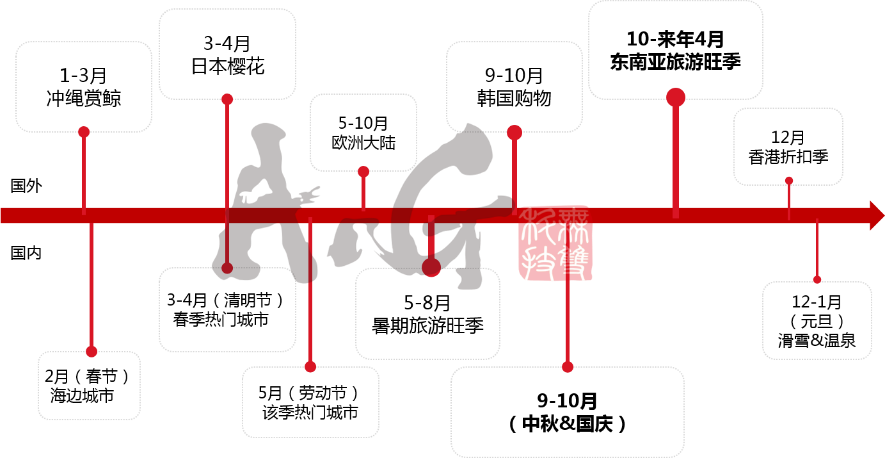 1-3月
冲绳赏鲸
3-4月
日本樱花
5-10月
欧洲大陆
9-10月
韩国购物
10-来年4月
东南亚旅游旺季
12月
香港折扣季
国外
国内
2月（春节）
海边城市
3-4月（清明节）
春季热门城市
5月（劳动节）
该季热门城市
5-8月
暑期旅游旺季
9-10月
（中秋&国庆）
12-1月
（元旦）
滑雪&温泉
AnG